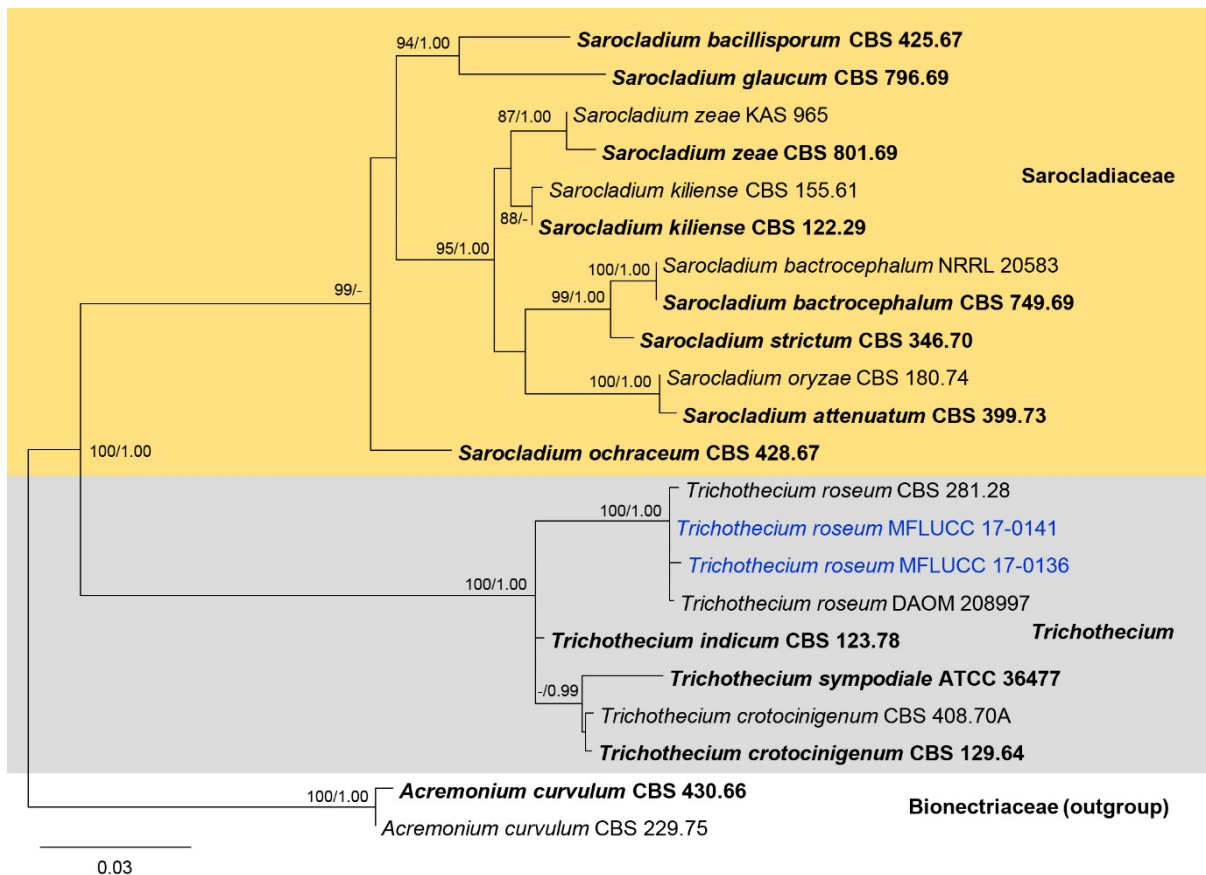 94/1.00
Sarocladium bacillisporum CBS 425.67
Sarocladium glaucum CBS 796.69
87/1.00
Sarocladium zeae KAS 965
Sarocladium zeae CBS 801.69
Sarocladiaceae
Sarocladium kiliense CBS 155.61
88/-
Sarocladium kiliense CBS 122.29
95/1.00
100/1.00
Sarocladium bactrocephalum NRRL 20583
99/-
99/1.00
Sarocladium bactrocephalum CBS 749.69
Sarocladium strictum CBS 346.70
100/1.00
Sarocladium oryzae CBS 180.74
Sarocladium attenuatum CBS 399.73
100/1.00
Sarocladium ochraceum CBS 428.67
Trichothecium roseum CBS 281.28
100/1.00
Trichothecium roseum MFLUCC 17-0141
Trichothecium roseum MFLUCC 17-0136
100/1.00
Trichothecium roseum DAOM 208997
Trichothecium
Trichothecium indicum CBS 123.78
-/0.99
Trichothecium sympodiale ATCC 36477
Trichothecium crotocinigenum CBS 408.70A
Trichothecium crotocinigenum CBS 129.64
100/1.00
Acremonium curvulum CBS 430.66
Bionectriaceae (outgroup)
Acremonium curvulum CBS 229.75
0.03